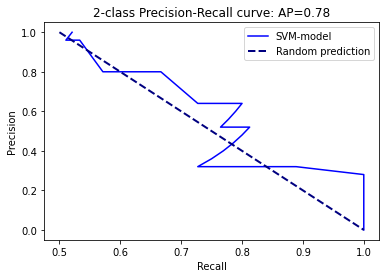 2-class Precision-Recall curve: AP=0.78
SVM-model
Random prediction
Precision
1.0
0.8
0.6
0.4
0.2
0.0
0.5
0.6
0.7
0.8
0.9
1.0
Recall